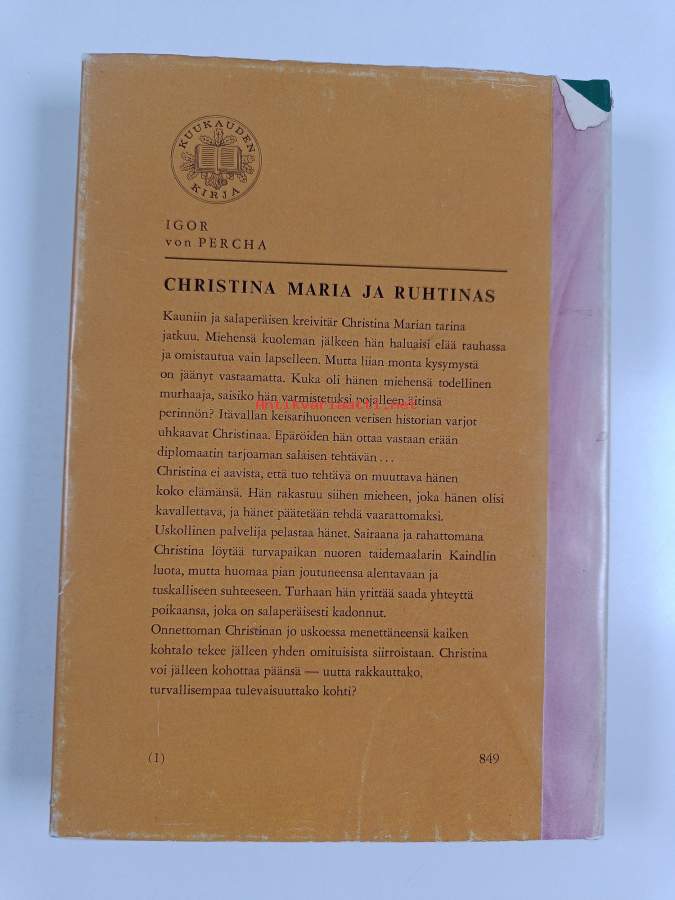 KUUKAUDEN
KIRJA
IGOR
von PERCHA
CHRISTINA MARIA JA RUHTINAS
Kauniin ja salaperäisen kreivitär Christina Marian tarina
jatkuu. Miehensä kuoleman jälkeen hän haluaisi elää rauhassa
ja omistautua vain lapselleen. Mutta liian monta kysymystä
on jäänyt vastaamatta. Kuka oli hänen miehensä todellinen
murhaaja, saisiko hän varmistetuksi pojalleen äitinsä
Antikvariaatti.net
perinnön? Itävallan keisarihuoneen verisen historian varjot
uhkaavat Christinaa. Epäröiden hän ottaa vastaan erään
diplomaatin tarjoaman salaisen tehtävän...
Christina ei aavista, että tuo tehtävä on muuttava hänen
koko elämänsä. Hän rakastuu siihen mieheen, joka hänen olisi
kavallettava, ja hänet päätetään tehdä vaarattomaksi.
Uskollinen palvelija pelastaa hänet. Sairaana ja rahattomana
Christina löytää turvapaikan nuoren taidemaalarin Kaindlin
luota, mutta huomaa pian joutuneensa alentavaan ja
tuskalliseen suhteeseen. Turhaan hän yrittää saada yhteyttä
poikaansa, joka on salaperäisesti kadonnut.
Onnettoman Christinan jo uskoessa menettäneensä kaiken
kohtalo tekee jälleen yhden omituisista siirroistaan. Christina
voi jälleen kohottaa päänsä — uutta rakkauttako,
turvallisempaa tulevaisuuttako kohti?
(1) 849